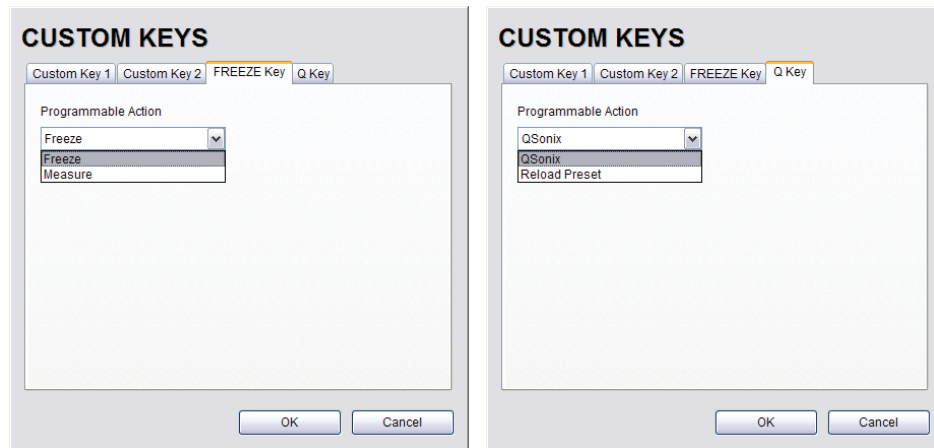 CUSTOM KEYS
Custom Key 1 Custom Key 2 FREEZE Key Q Key
Programmable Action
Freeze
Freeze
Measure
OK Cancel
CUSTOM KEYS
Custom Key 1 Custom Key 2 FREEZE Key Q Key
Programmable Action
QSonix
QSonix
Reload Preset
OK Cancel